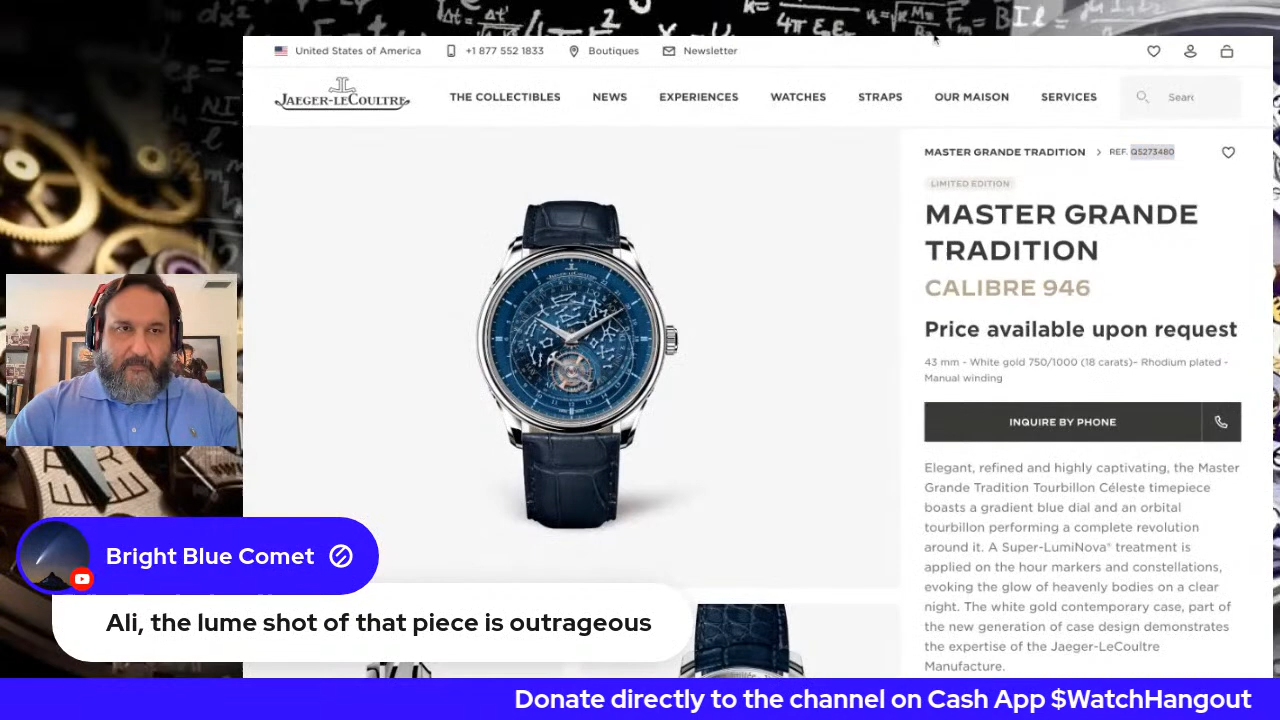 United States of America
+1 877 552 1833
Boutiques
Newsletter
JAEGER-LECOULTRE
THE COLLECTIBLES
NEWS
EXPERIENCES
WATCHES
STRAPS
OUR MAISON
SERVICES
Searc
MASTER GRANDE TRADITION > REF. Q5273480
LIMITED EDITION
MASTER GRANDE
TRADITION
CALIBRE 946
Price available upon request
43 mm - White gold 750/1000 (18 carats)- Rhodium plated -
Manual winding
INQUIRE BY PHONE
Elegant, refined and highly captivating, the Master
Grande Tradition Tourbillon Céleste timepiece
boasts a gradient blue dial and an orbital
tourbillon performing a complete revolution
around it. A Super-LumiNova® treatment is
applied on the hour markers and constellations,
evoking the glow of heavenly bodies on a clear
night. The white gold contemporary case, part of
the new generation of case design demonstrates
the expertise of the Jaeger-LeCoultre
Manufacture.
Bright Blue Comet
Ali, the lume shot of that piece is outrageous
Donate directly to the channel on Cash App $WatchHangout